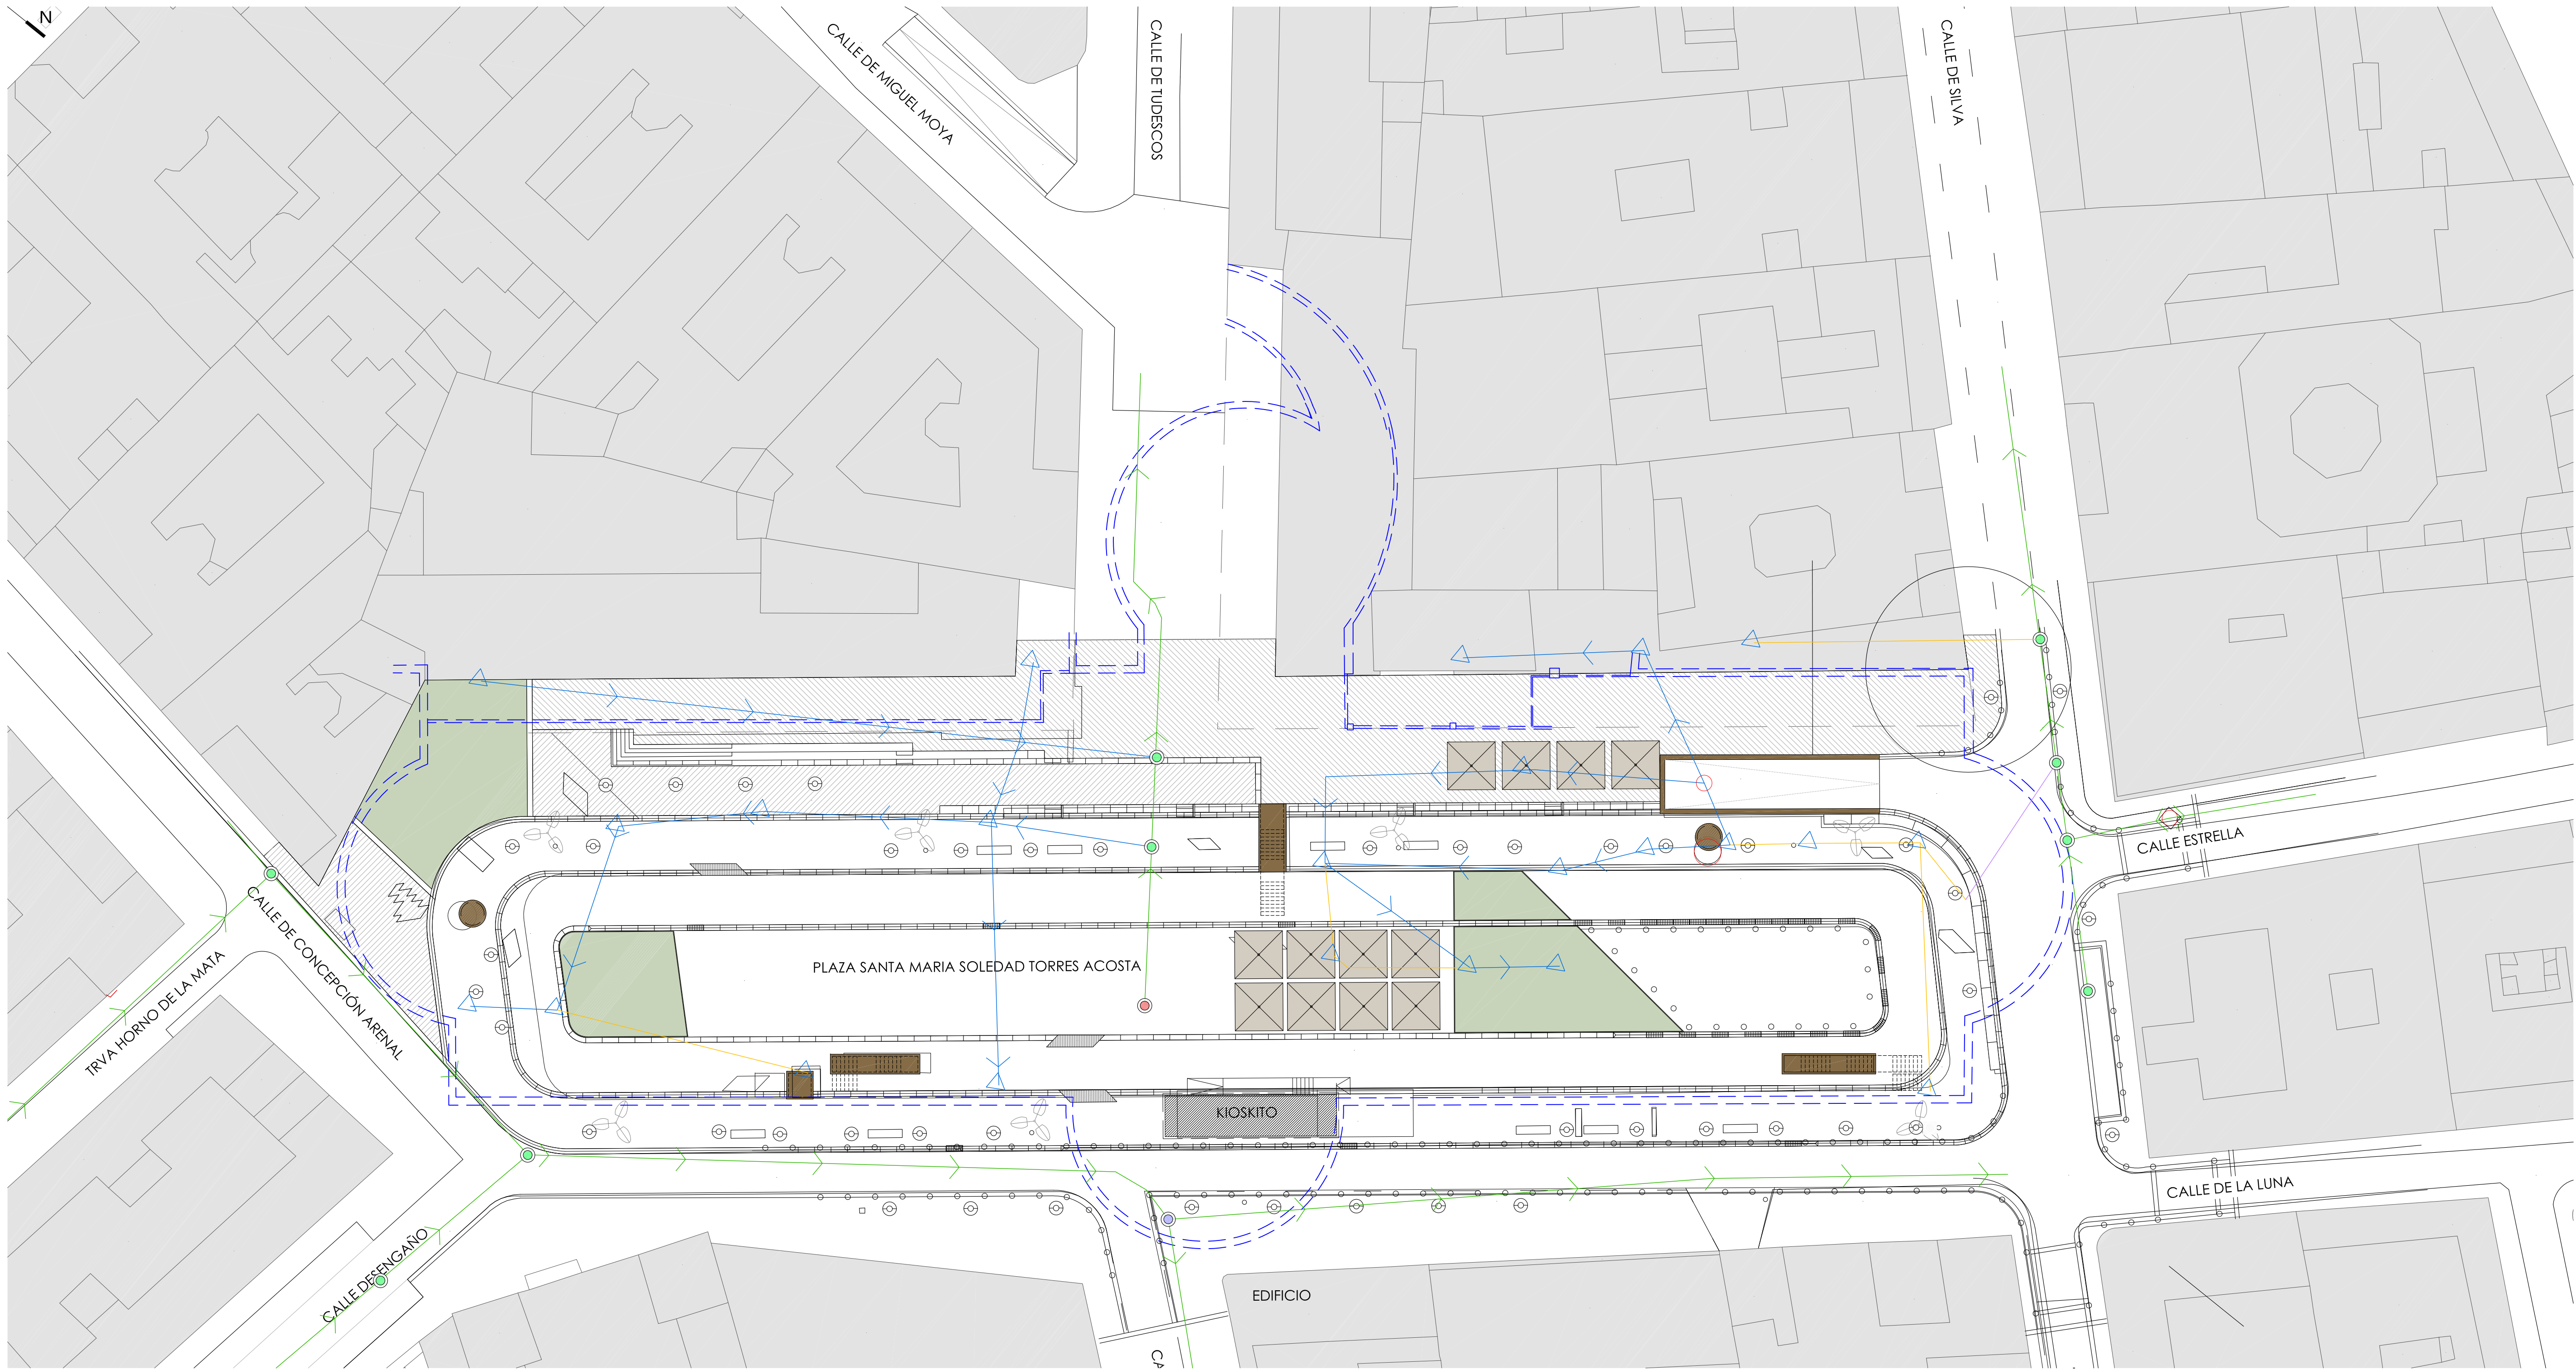 N
CALLE DE MIGUEL MOYA
CALLE DE TUDESCOS
CALLE DE SILVA
CALLE ESTRELLA
TRVA HORNO DE LA MATA
CALLE DE CONCEPCIÓN ARENAL
PLAZA SANTA MARIA SOLEDAD TORRES ACOSTA
KIOSKITO
CALLE DE LA LUNA
CALLE DESENGAÑO
EDIFICIO
CA